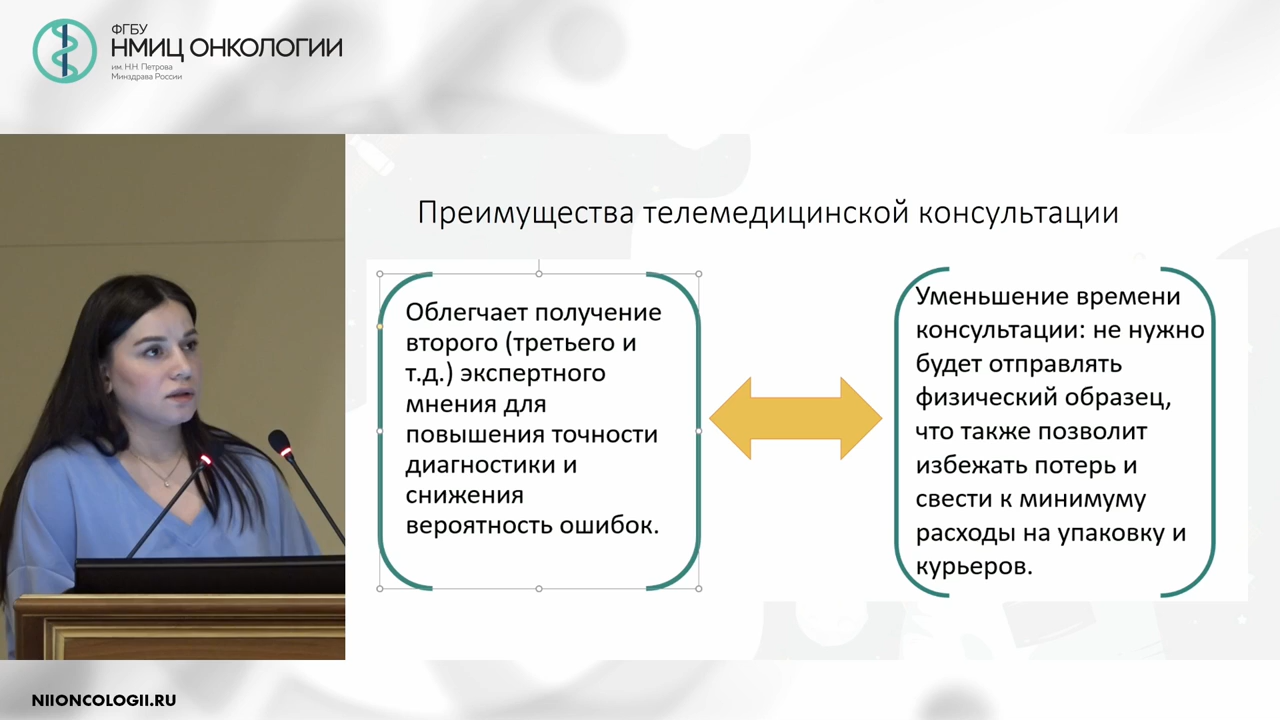 ФГБУ
НМИЦ ОНКОЛОГИИ
им. Н.Н. Петрова
Минздрава России
Преимущества телемедицинской консультации
Облегчает получение
второго (третьего и
т.д.) экспертного
мнения для
повышения точности
диагностики и
снижения
вероятность ошибок.
Уменьшение времени
консультации: не нужно
будет отправлять
физический образец,
что также позволит
избежать потерь и
свести к минимуму
расходы на упаковку и
курьеров.
NIIONCOLOGII.RU